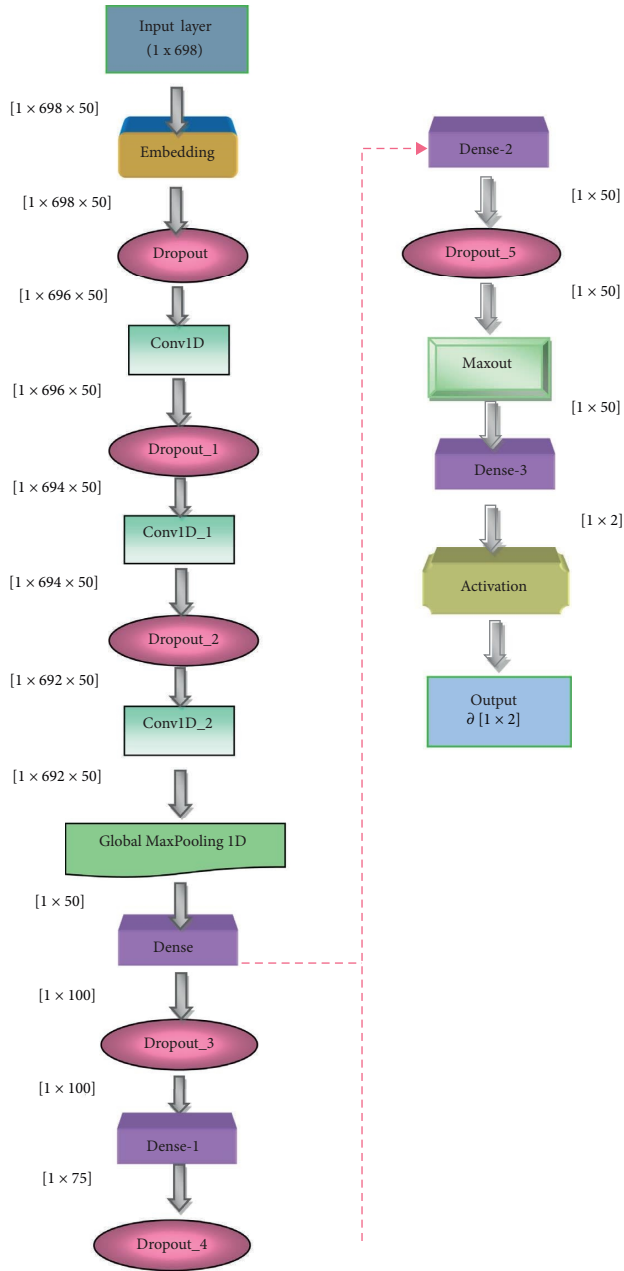 Input layer
(1 x 698)
[1 × 698 × 50]
Embedding
[1 × 698 × 50]
Dropout
[1 × 696 × 50]
Conv1D
[1 × 696 × 50]
Dropout_1
[1 × 694 × 50]
Conv1D_1
[1 × 694 × 50]
Dropout_2
[1 × 692 × 50]
Conv1D_2
[1 × 692 × 50]
Global MaxPooling 1D
[1 × 50]
Dense
[1 × 100]
Dropout_3
[1 × 100]
Dense-1
[1 × 75]
Dropout_4
Dense-2
[1 × 50]
Dropout_5
[1 × 50]
Maxout
[1 × 50]
Dense-3
[1 × 2]
Activation
Output
∂ [1 × 2]